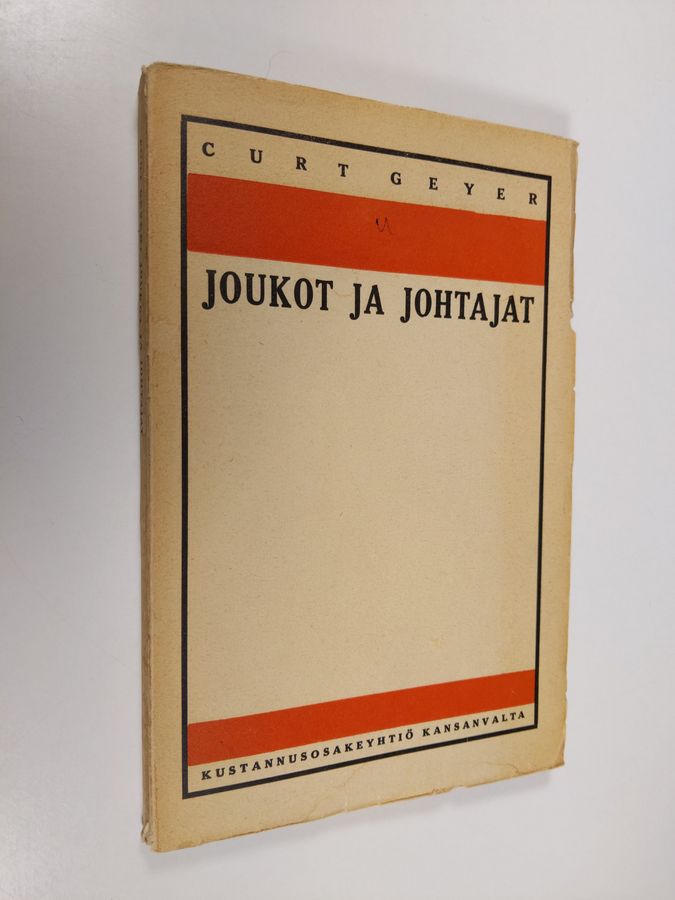 CURT GEYER
JOUKOT JA JOHTAJAT
KUSTANNUSOSAKEYHTIÖ KANSANVALTA